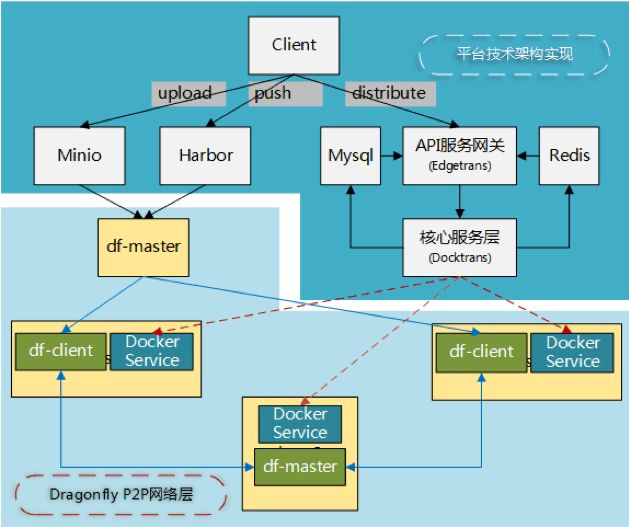 Client
平台技术架构实现
upload
push
distribute
Minio
Harbor
Mysql
API服务网关
(Edgetrans)
Redis
df-master
核心服务层
(Docktrans)
df-client
Docker
Service
df-client
Docker
Service
Docker
Service
df-master
Dragonfly P2P网络层